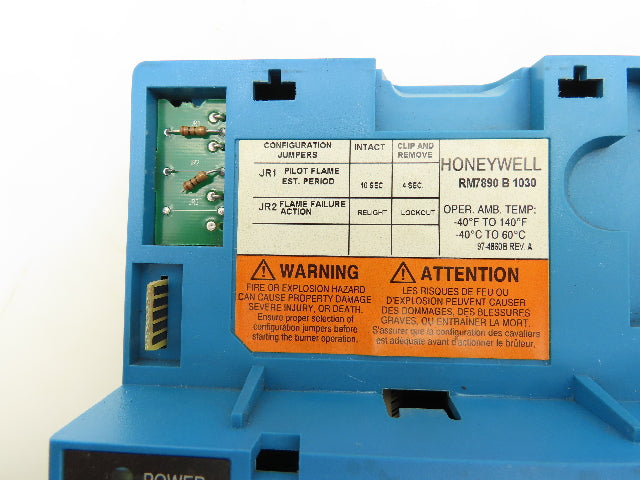 CONFIGURATION JUMPERS INTACT CLIP AND REMOVE
JR1 PILOT FLAME EST. PERIOD 10 SEC. 4 SEC.
JR2 FLAME FAILURE ACTION RELIGHT LOCKOUT
HONEYWELL
RM7890 B 1030
OPER. AMB. TEMP:
-40°F TO 140°F
-40°C TO 60°C
97-4890B REV. A
WARNING
FIRE OR EXPLOSION HAZARD
CAN CAUSE PROPERTY DAMAGE
SEVERE INJURY, OR DEATH.
Ensure proper selection of
configuration jumpers before
starting the burner operation.
ATTENTION
LES RISQUES DE FEU OU
D'EXPLOSION PEUVENT CAUSER
DES DOMMAGES, DES BLESSURES
GRAVES, OU ENTRAÎNER LA MORT.
S'assurer que la configuration des cavaliers
est adéquate avant d'actionner le brûleur.
POWER